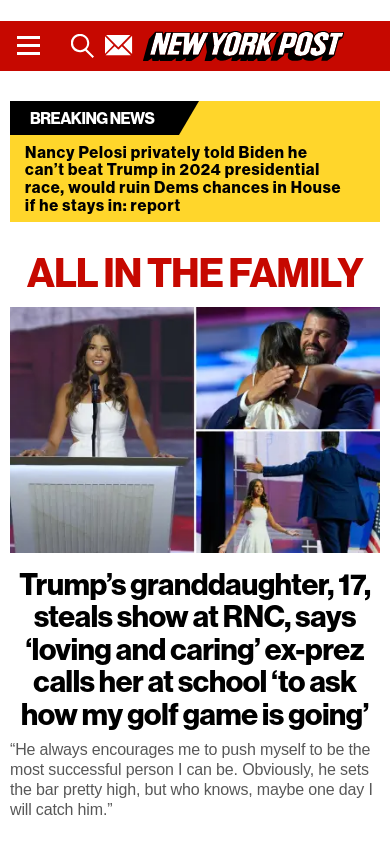 NEW YORK POST
BREAKING NEWS
Nancy Pelosi privately told Biden he
can’t beat Trump in 2024 presidential
race, would ruin Dems chances in House
if he stays in: report
ALL IN THE FAMILY
Trump’s granddaughter, 17,
steals show at RNC, says
‘loving and caring’ ex-prez
calls her at school ‘to ask
how my golf game is going’
“He always encourages me to push myself to be the
most successful person I can be. Obviously, he sets
the bar pretty high, but who knows, maybe one day I
will catch him.”